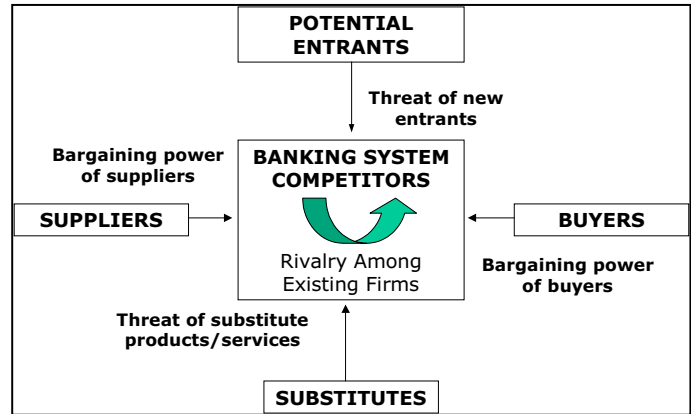 POTENTIAL
ENTRANTS
Threat of new
entrants
Bargaining power
of suppliers
BANKING SYSTEM
COMPETITORS
SUPPLIERS
BUYERS
Rivalry Among
Existing Firms
Bargaining power
of buyers
Threat of substitute
products/services
SUBSTITUTES